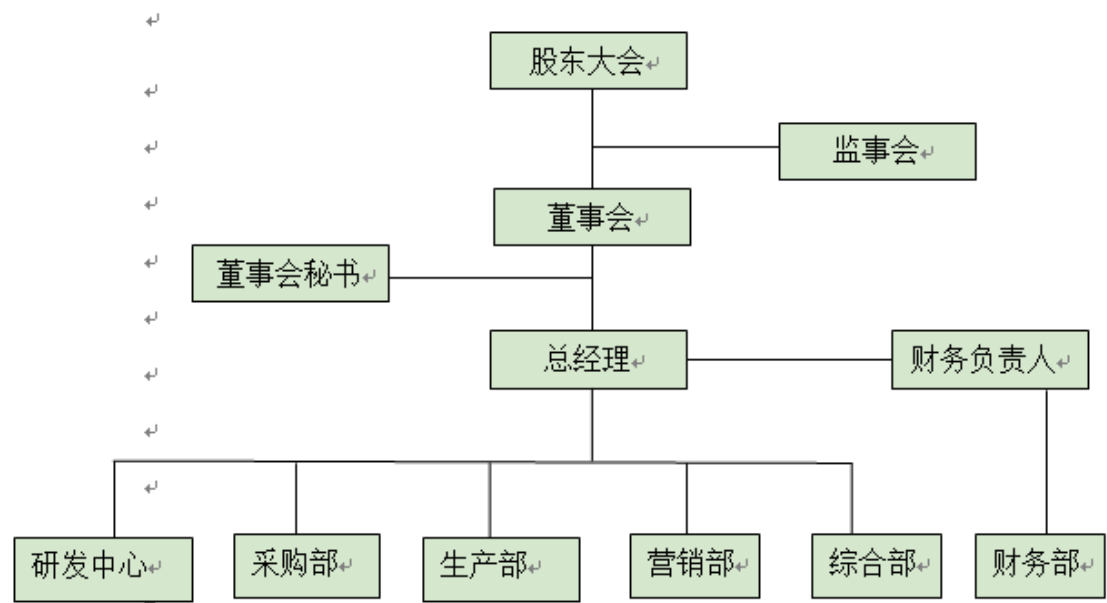 股东大会
监事会
董事会
董事会秘书
总经理
财务负责人
研发中心
采购部
生产部
营销部
综合部
财务部